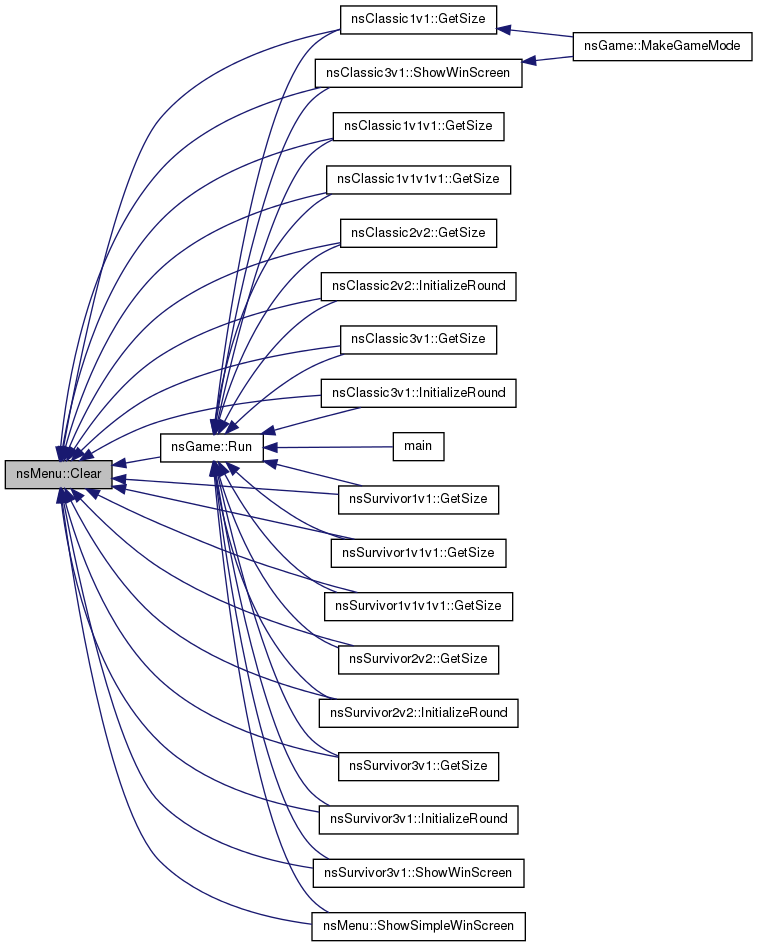 nsClassic1v1::GetSize
nsGame::MakeGameMode
nsClassic3v1::ShowWinScreen
nsClassic1v1v1::GetSize
nsClassic1v1v1v1::GetSize
nsClassic2v2::GetSize
nsClassic2v2::InitializeRound
nsClassic3v1::GetSize
nsClassic3v1::InitializeRound
nsGame::Run
main
nsMenu::Clear
nsSurvivor1v1::GetSize
nsSurvivor1v1v1::GetSize
nsSurvivor1v1v1v1::GetSize
nsSurvivor2v2::GetSize
nsSurvivor2v2::InitializeRound
nsSurvivor3v1::GetSize
nsSurvivor3v1::InitializeRound
nsSurvivor3v1::ShowWinScreen
nsMenu::ShowSimpleWinScreen